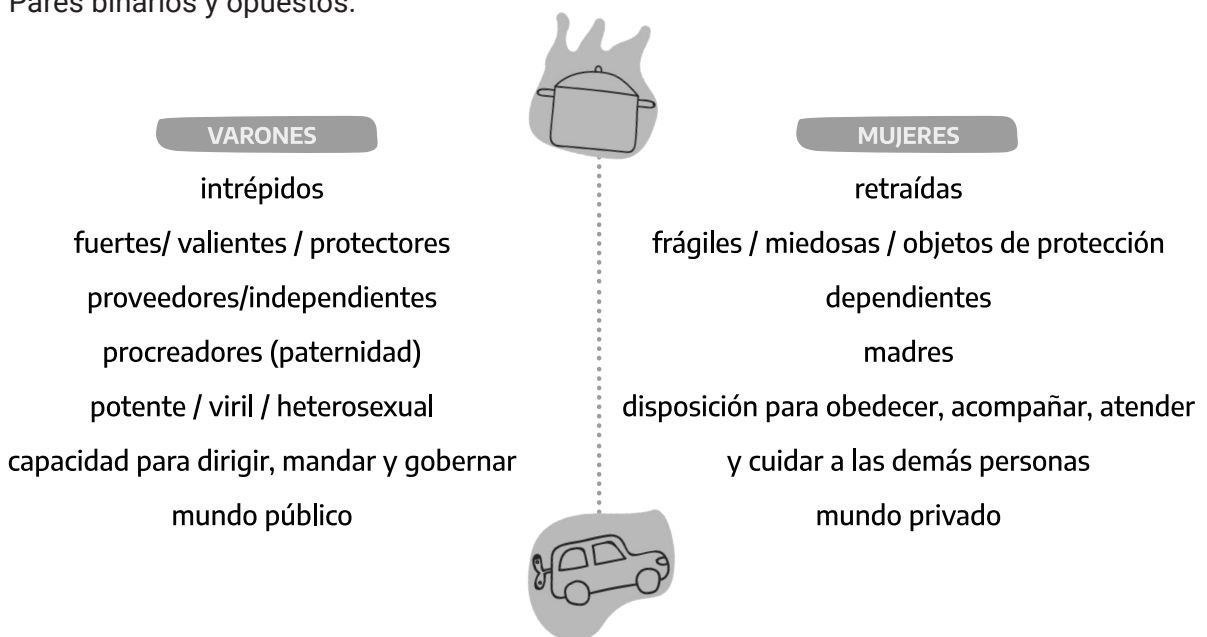 Pares binarios y opuestos:
VARONES
intrépidos
fuertes/ valientes / protectores
proveedores/independientes
procreadores (paternidad)
potente / viril / heterosexual
capacidad para dirigir, mandar y gobernar
mundo público
MUJERES
retraídas
frágiles / miedosas / objetos de protección
dependientes
madres
disposición para obedecer, acompañar, atender
y cuidar a las demás personas
mundo privado